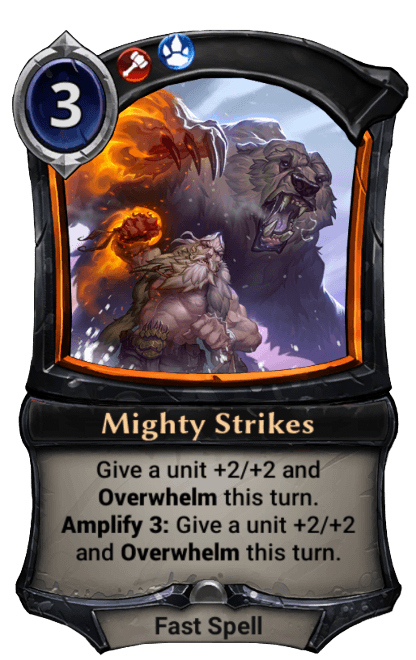 3
Mighty Strikes
Give a unit +2/+2 and
Overwhelm this turn.
Amplify 3: Give a unit +2/+2
and Overwhelm this turn.
Fast Spell